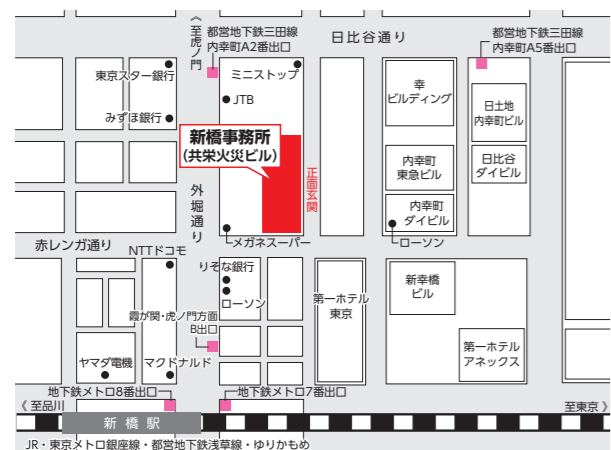 《至虎ノ門
都営地下鉄三田線
内幸町A2番出口
日比谷通り
都営地下鉄三田線
内幸町A5番出口
東京スター銀行
ミニストップ
幸
ビルディング
JTB
みずほ銀行
日土地
内幸町ビル
新橋事務所
(共栄火災ビル)
正面玄関
内幸町
東急ビル
日比谷
ダイビル
外堀通り
内幸町
ダイビル
赤レンガ通り
メガネスーパー
ローソン
NTTドコモ
りそな銀行
ローソン
第一ホテル
東京
新幸橋
ビル
霞が関・虎ノ門方面
B出口
第一ホテル
アネックス
ヤマダ電機
マクドナルド
地下鉄メトロ8番出口
地下鉄メトロ7番出口
《至品川
至東京》
新橋駅
JR・東京メトロ銀座線・都営地下鉄浅草線・ゆりかもめ